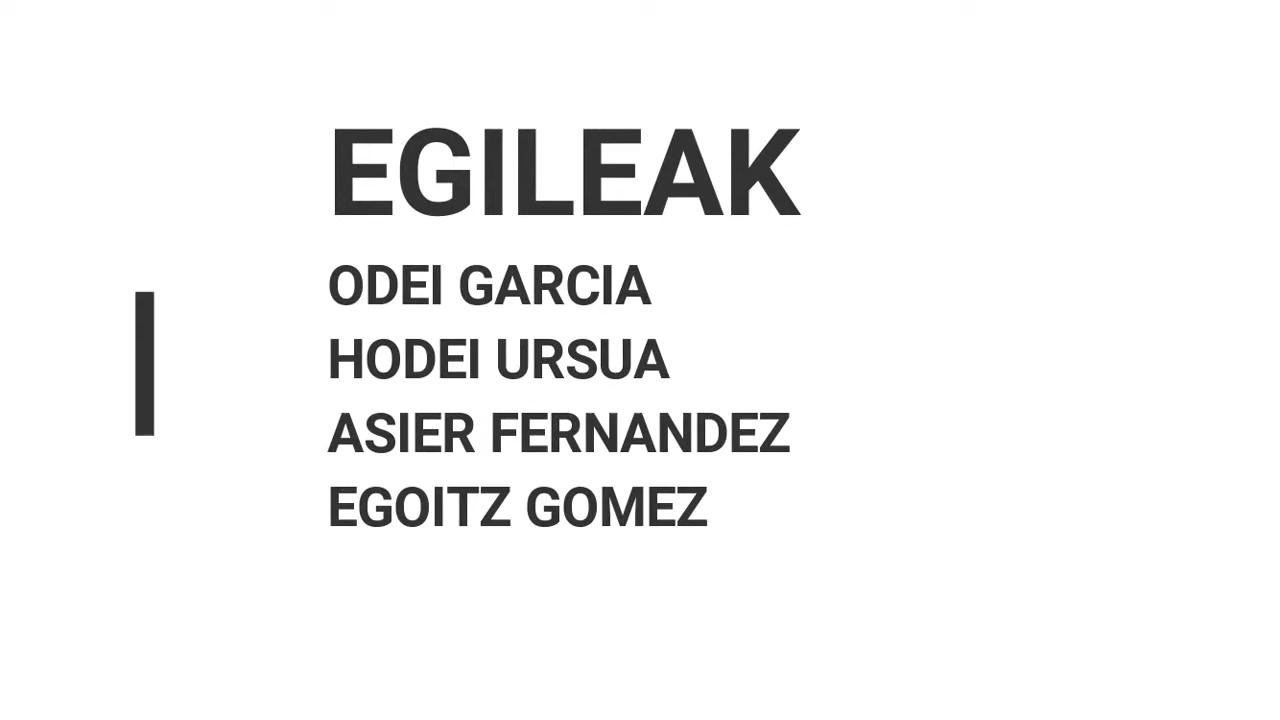 EGILEAK
ODEI GARCIA
HODEI URSUA
ASIER FERNANDEZ
EGOITZ GOMEZ